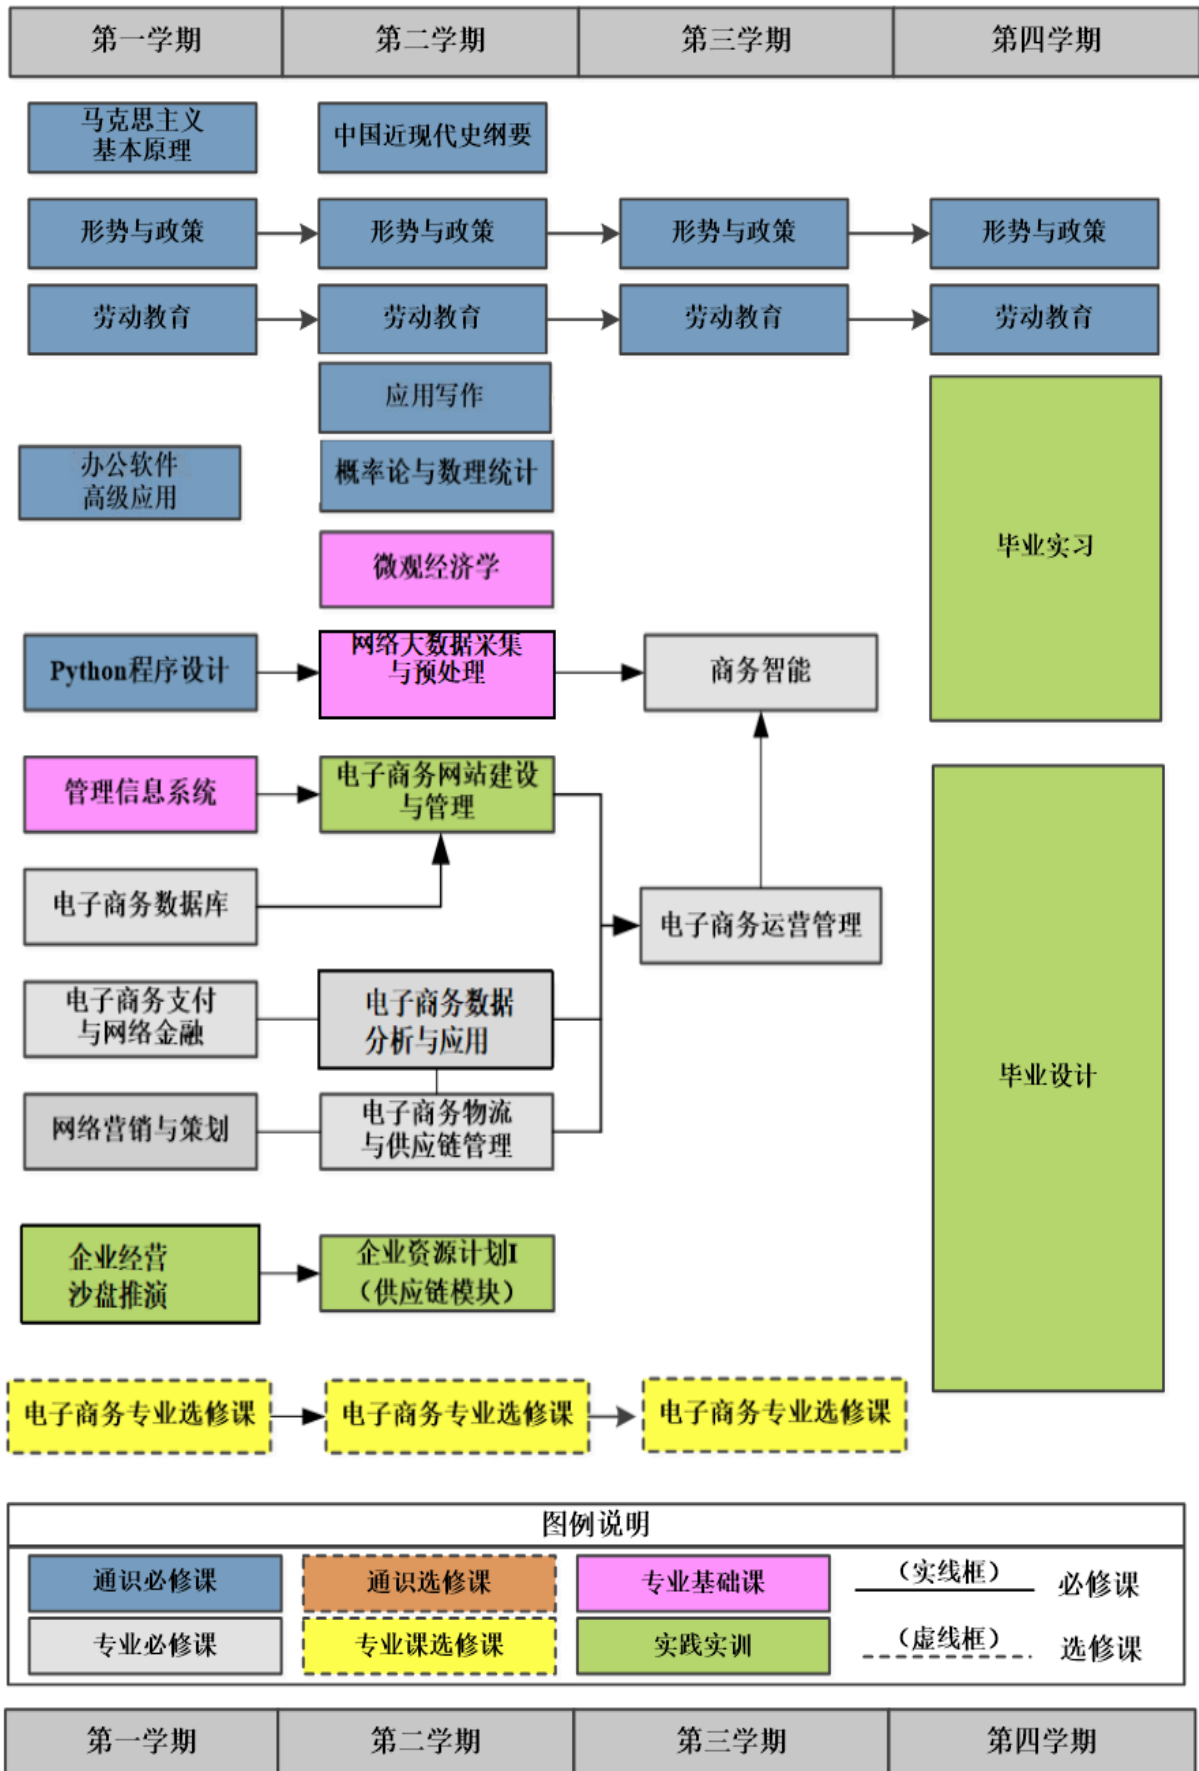 第一学期 第二学期 第三学期 第四学期
马克思主义
基本原理
中国近现代史纲要
形势与政策 形势与政策 形势与政策 形势与政策
劳动教育 劳动教育 劳动教育 劳动教育
应用写作
办公软件
高级应用
概率论与数理统计
毕业实习
微观经济学
Python程序设计
网络大数据采集
与预处理
商务智能
管理信息系统
电子商务网站建设
与管理
电子商务数据库
电子商务运营管理
电子商务支付
与网络金融
电子商务数据
分析与应用
毕业设计
网络营销与策划
电子商务物流
与供应链管理
企业经营
沙盘推演
企业资源计划I
（供应链模块）
电子商务专业选修课 电子商务专业选修课 电子商务专业选修课
图例说明
通识必修课 通识选修课 专业基础课 （实线框） 必修课
专业必修课 专业课选修课 实践实训 （虚线框） 选修课
第一学期 第二学期 第三学期 第四学期